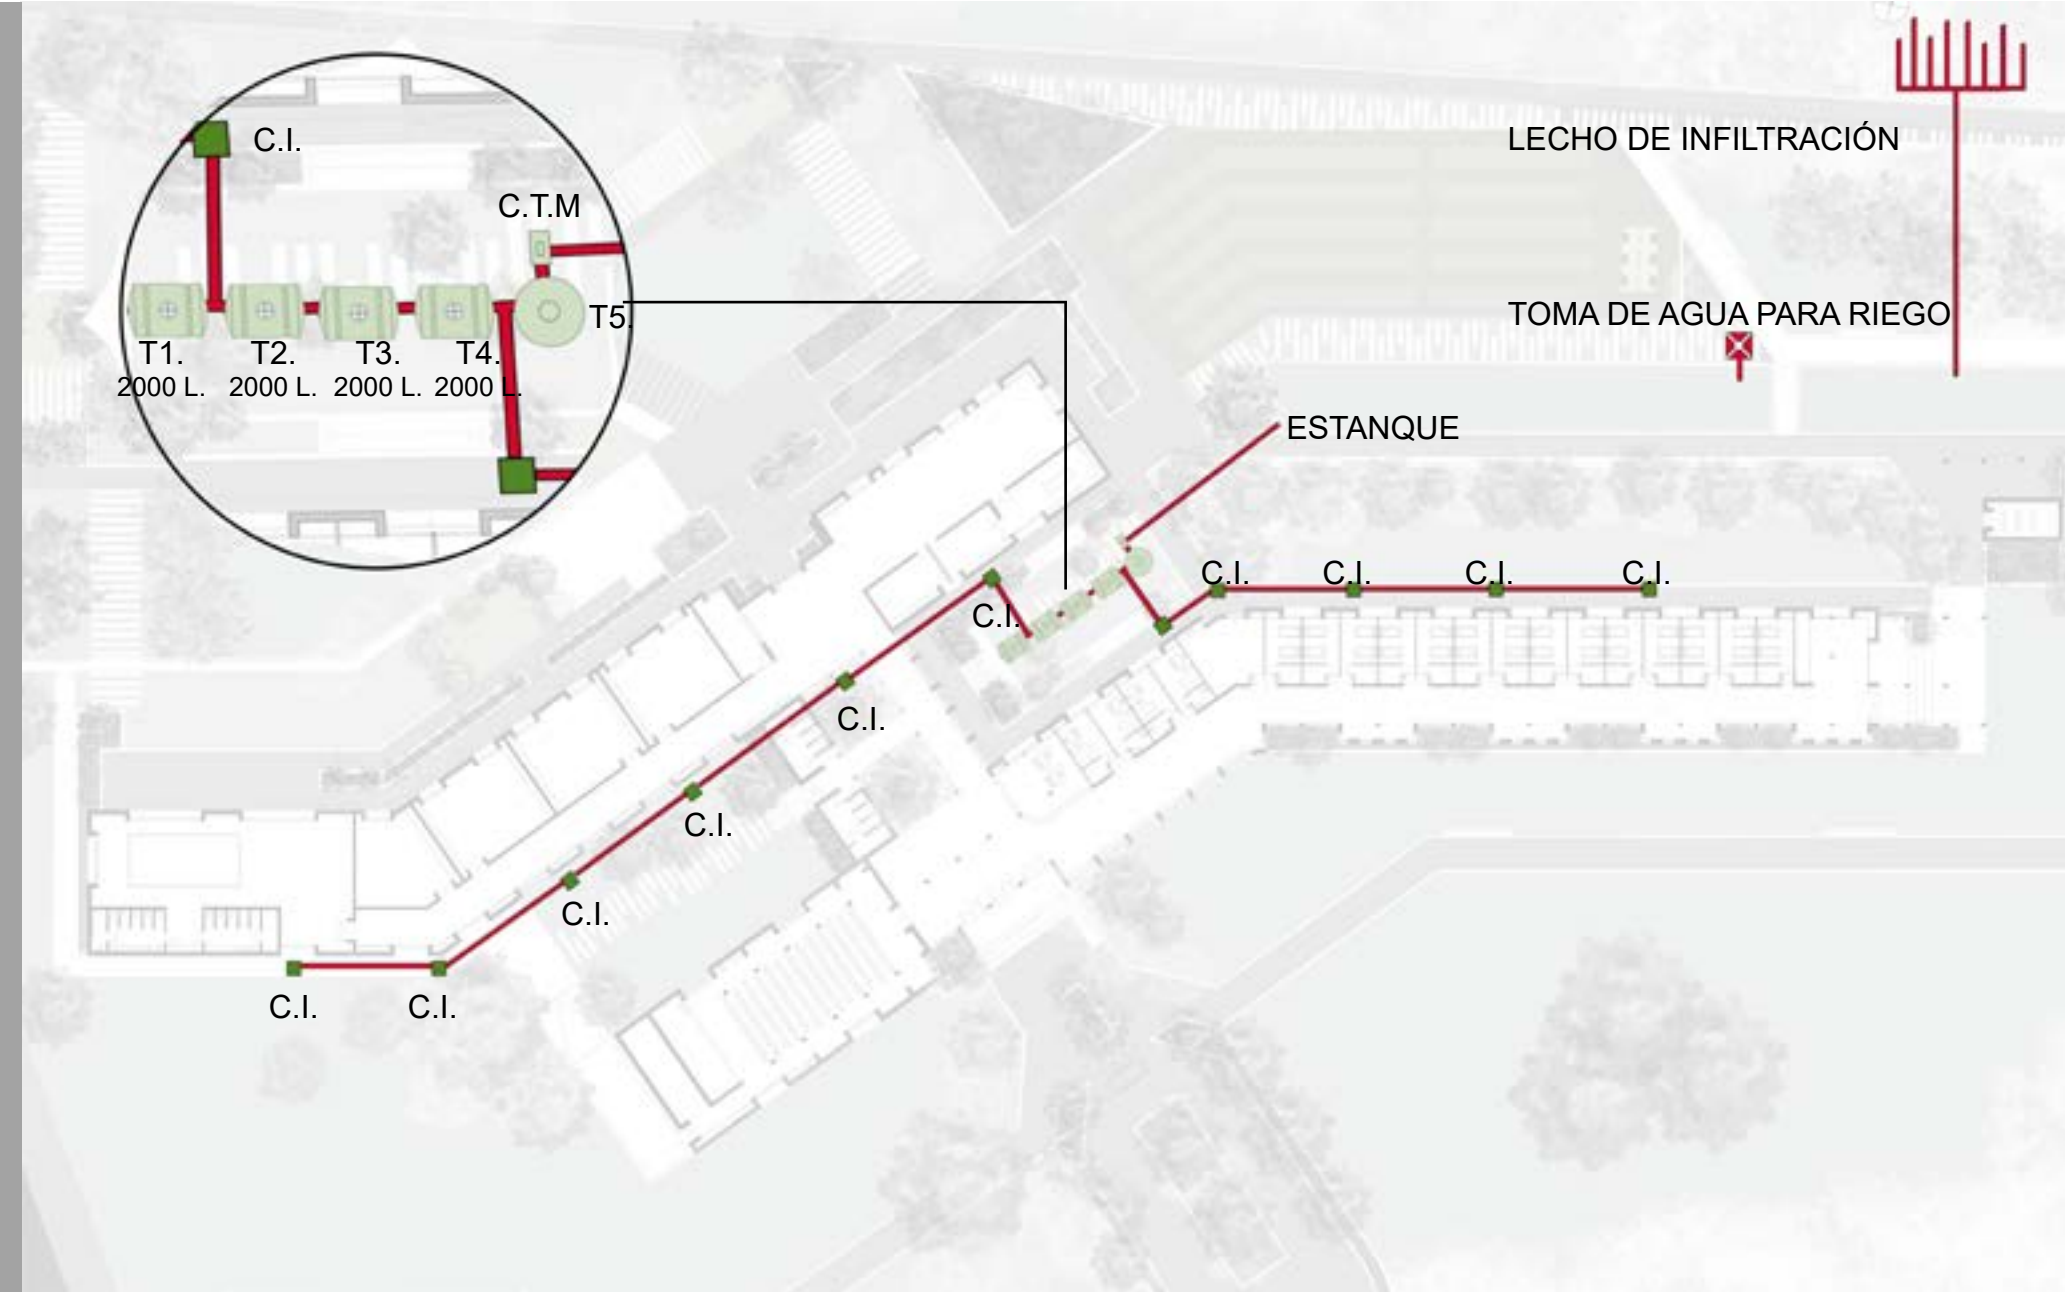 C.I.
C.T.M
T5.
T1.
T2.
T3.
T4.
2000 L.
2000 L.
2000 L.
2000 L.
LECHO DE INFILTRACIÓN
TOMA DE AGUA PARA RIEGO
ESTANQUE
C.I.
C.I.
C.I.
C.I.
C.I.
C.I.
C.I.
C.I.
C.I.
C.I.